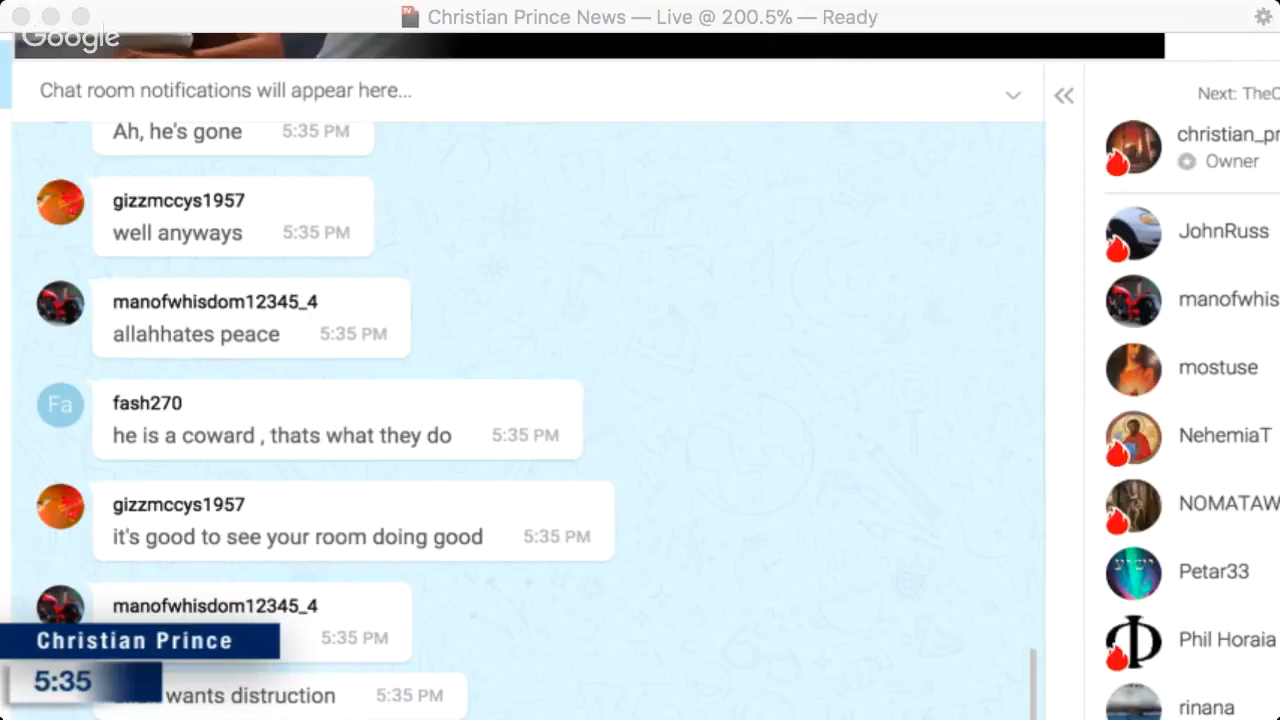 Christian Prince News — Live @ 200.5% — Ready
Google
Chat room notifications will appear here...
Next: TheC
Ah, he's gone 5:35 PM
gizzmccys1957
well anyways 5:35 PM
manofwhisdom12345_4
allahhates peace 5:35 PM
fash270
Fa
he is a coward , thats what they do 5:35 PM
gizzmccys1957
it's good to see your room doing good 5:35 PM
manofwhisdom12345_4
5:35 PM
wants distruction 5:35 PM
Christian Prince
5:35
christian_pr
Owner
JohnRuss
manofwhis
mostuse
NehemiaT
NOMATAW
Petar33
Phil Horaia
rinana